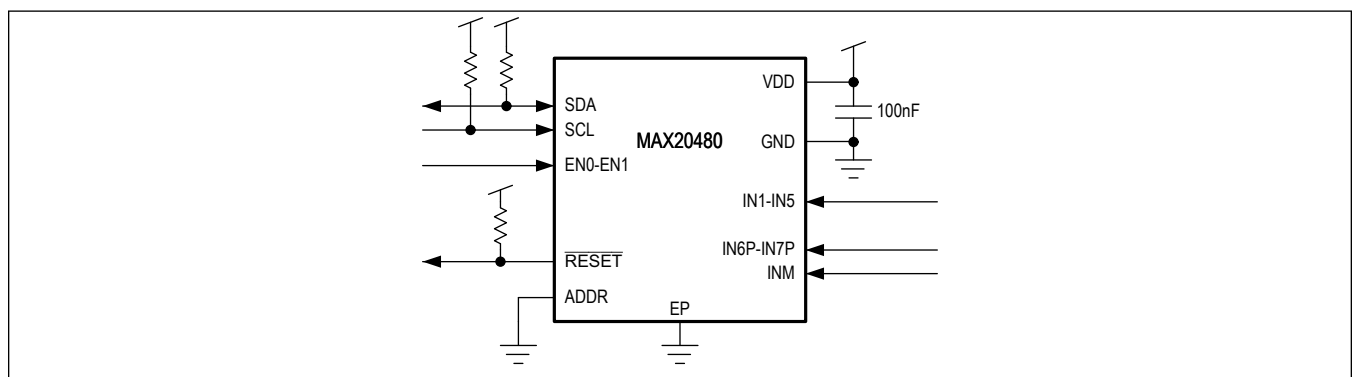 SDA
SCL
EN0-EN1
RESET
ADDR
MAX20480
EP
VDD
GND
IN1-IN5
IN6P-IN7P
INM
100nF